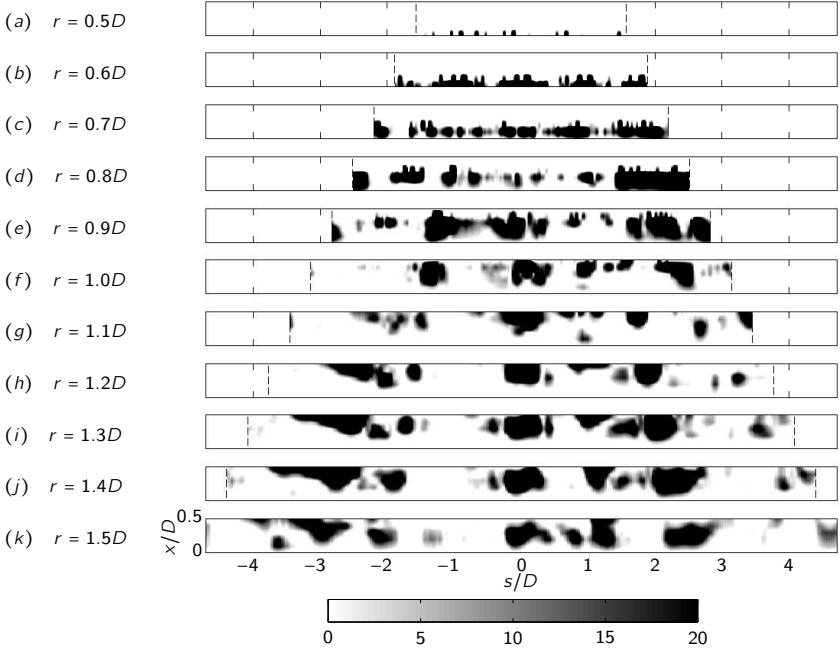 (a) r = 0.5D
(b) r = 0.6D
(c) r = 0.7D
(d) r = 0.8D
(e) r = 0.9D
(f) r = 1.0D
(g) r = 1.1D
(h) r = 1.2D
(i) r = 1.3D
(j) r = 1.4D
(k) r = 1.5D
x/D
0.5
0
−4 −3 −2 −1 0 1 2 3 4
s/D
0 5 10 15 20